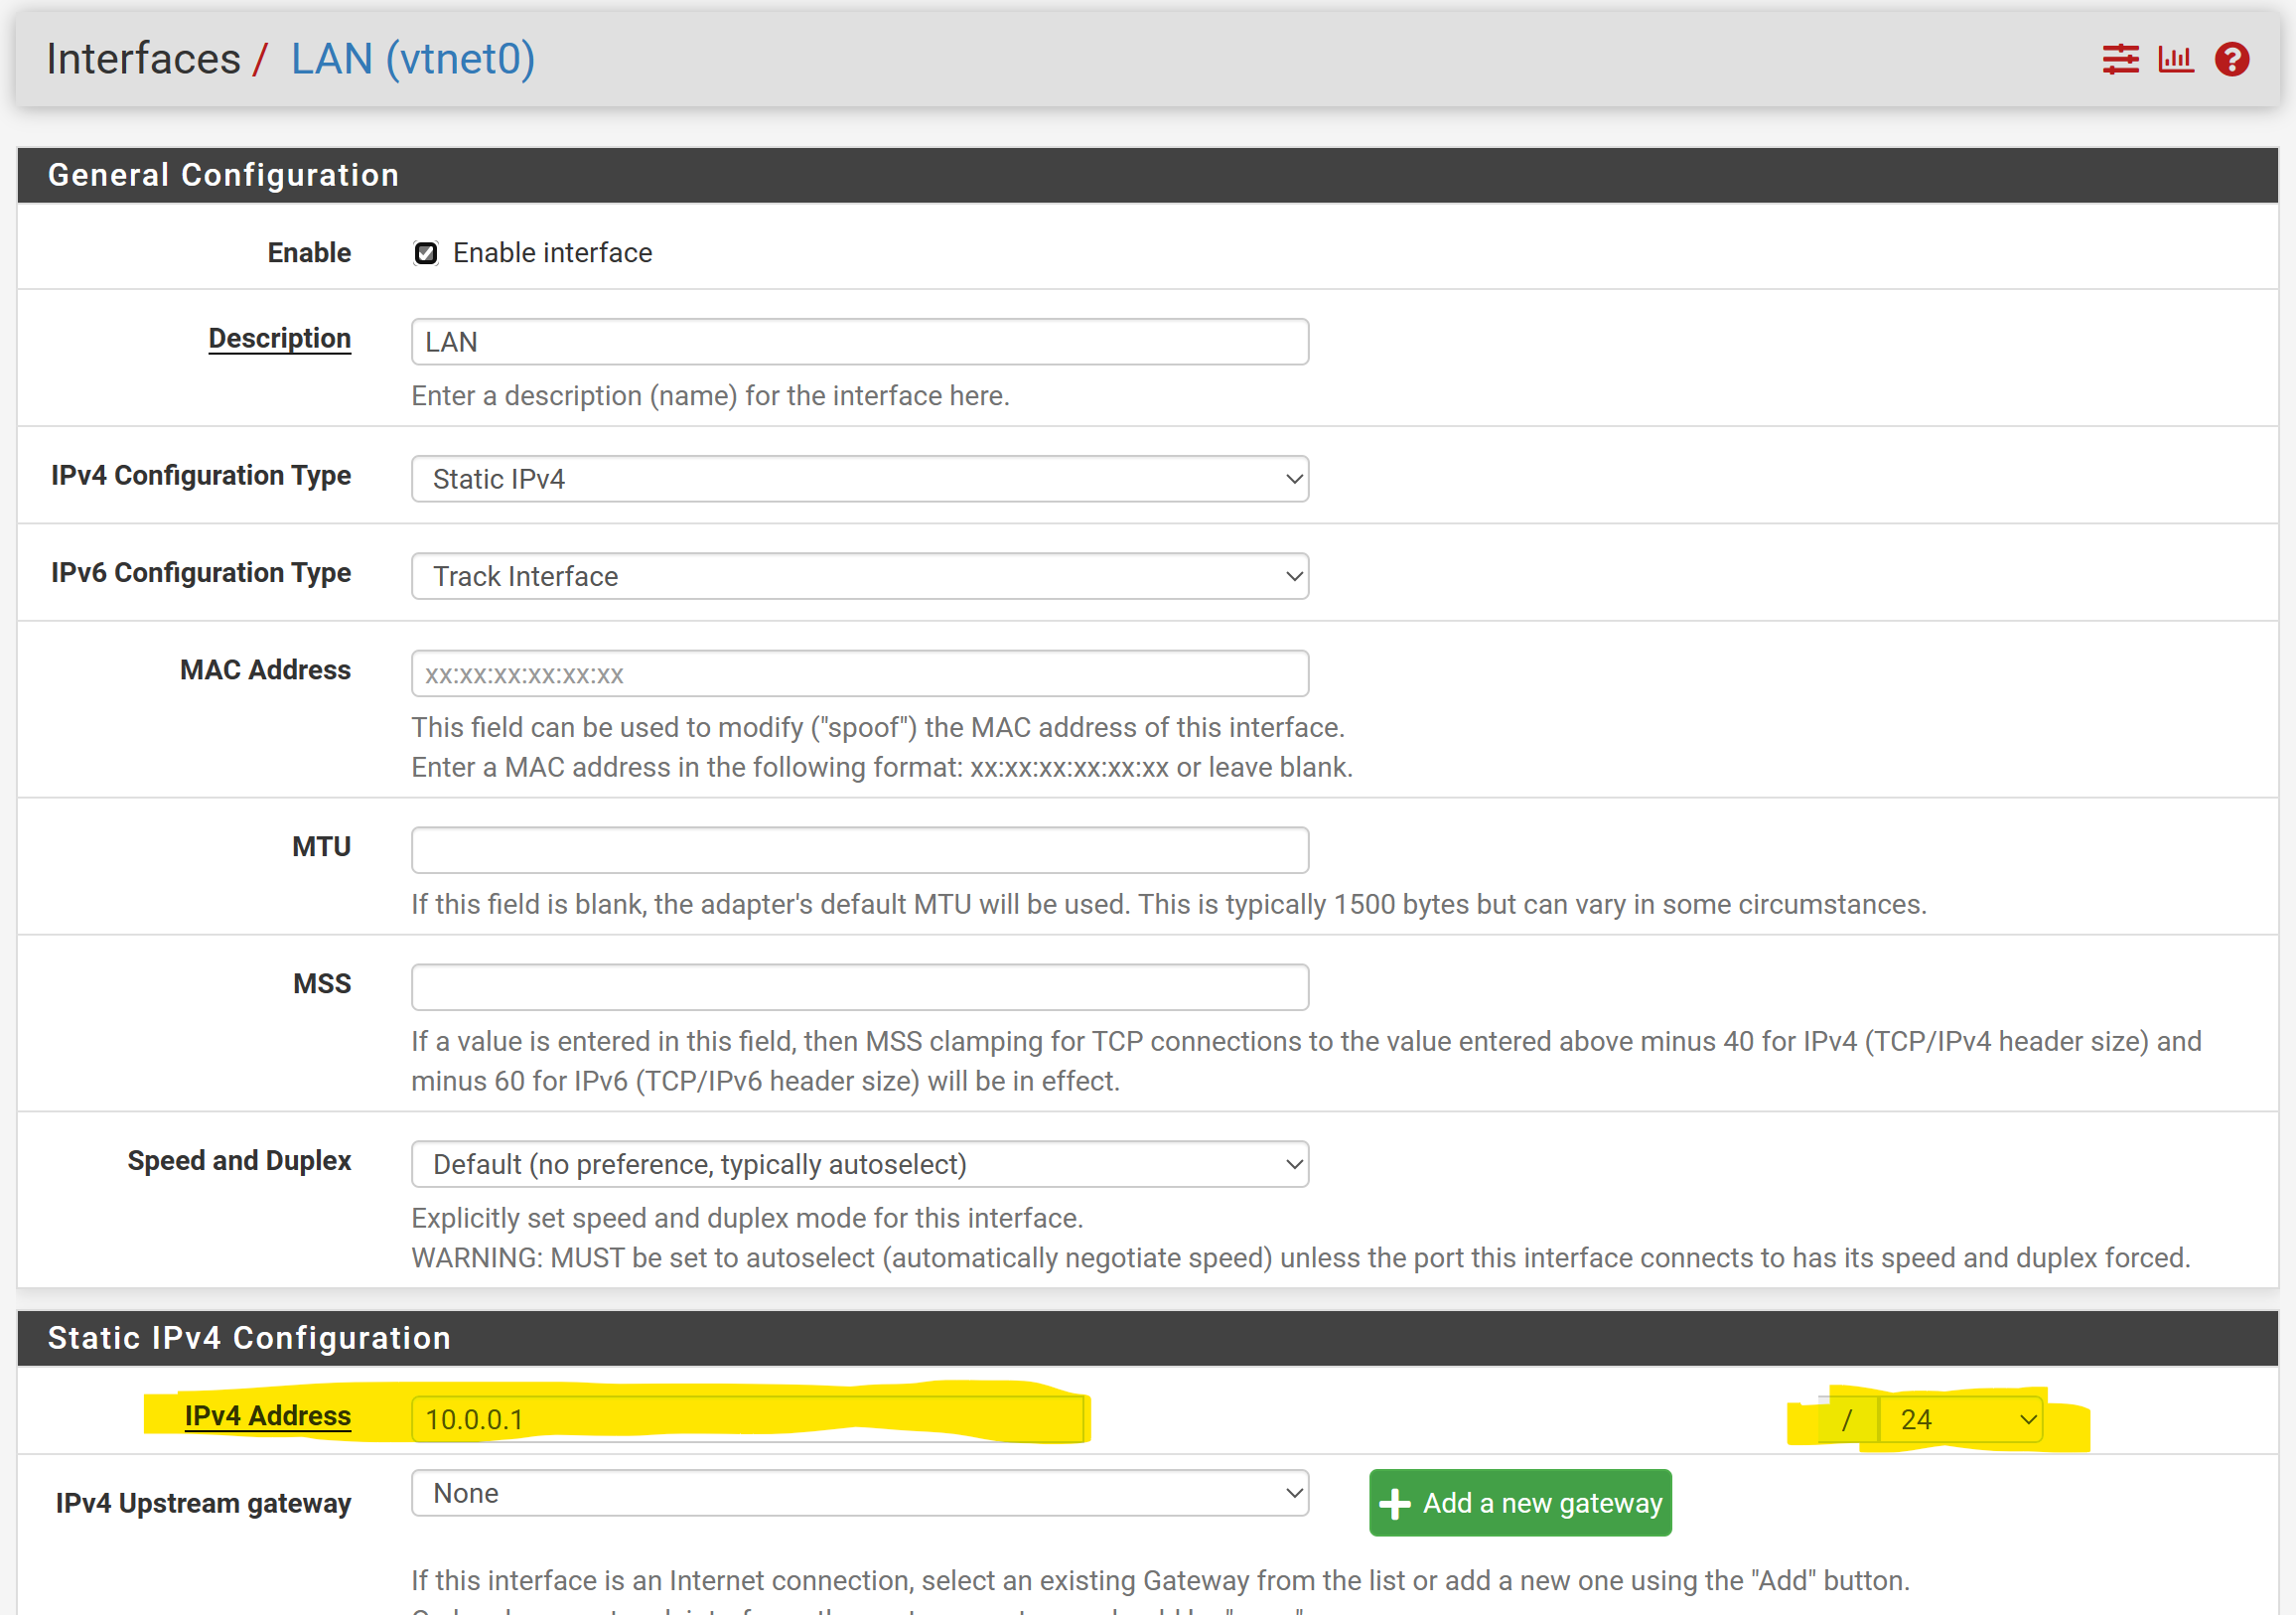 Interfaces / LAN (vtnet0)
General Configuration
Enable Enable interface
Description LAN
Enter a description (name) for the interface here.
IPv4 Configuration Type Static IPv4
IPv6 Configuration Type Track Interface
MAC Address xx:xx:xx:xx:xx:xx
This field can be used to modify ("spoof") the MAC address of this interface.
Enter a MAC address in the following format: xx:xx:xx:xx:xx:xx or leave blank.
MTU
If this field is blank, the adapter's default MTU will be used. This is typically 1500 bytes but can vary in some circumstances.
MSS
If a value is entered in this field, then MSS clamping for TCP connections to the value entered above minus 40 for IPv4 (TCP/IPv4 header size) and
minus 60 for IPv6 (TCP/IPv6 header size) will be in effect.
Speed and Duplex Default (no preference, typically autoselect)
Explicitly set speed and duplex mode for this interface.
WARNING: MUST be set to autoselect (automatically negotiate speed) unless the port this interface connects to has its speed and duplex forced.
Static IPv4 Configuration
IPv4 Address 10.0.0.1 / 24
IPv4 Upstream gateway None Add a new gateway
If this interface is an Internet connection, select an existing Gateway from the list or add a new one using the "Add" button.